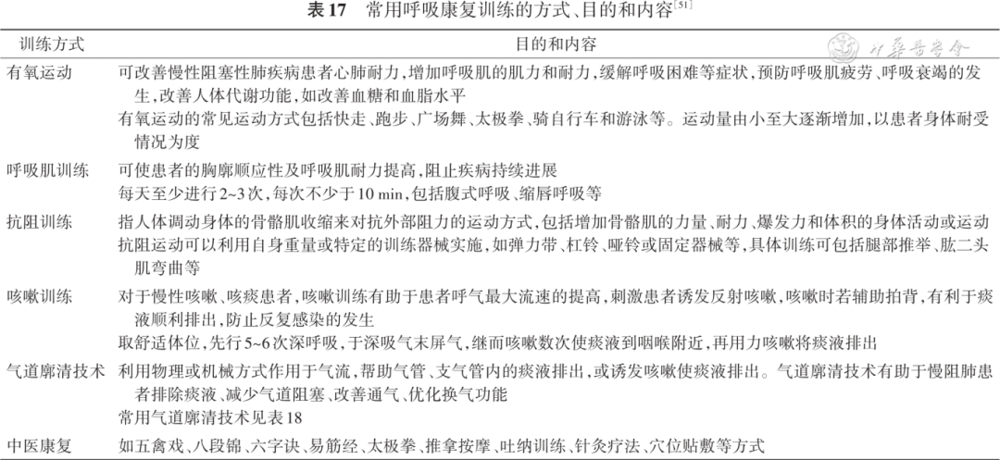 表17 常用呼吸康复训练的方式、目的和内容[51]
训练方式 目的和内容
中华医学会
有氧运动 可改善慢性阻塞性肺疾病患者心肺耐力,增加呼吸肌的肌力和耐力,缓解呼吸困难等症状,预防呼吸肌疲劳、呼吸衰竭的发
生,改善人体代谢功能,如改善血糖和血脂水平
有氧运动的常见运动方式包括快走、跑步、广场舞、太极拳、骑自行车和游泳等。运动量由小至大逐渐增加,以患者身体耐受
情况为度
呼吸肌训练 可使患者的胸廓顺应性及呼吸肌耐力提高,阻止疾病持续进展
每天至少进行2~3次,每次不少于10 min,包括腹式呼吸、缩唇呼吸等
抗阻训练 指人体调动身体的骨骼肌收缩来对抗外部阻力的运动方式,包括增加骨骼肌的力量、耐力、爆发力和体积的身体活动或运动
抗阻运动可以利用自身重量或特定的训练器械实施,如弹力带、杠铃、哑铃或固定器械等,具体训练可包括腿部推举、肱二头
肌弯曲等
咳嗽训练 对于慢性咳嗽、咳痰患者,咳嗽训练有助于患者呼气最大流速的提高,刺激患者诱发反射咳嗽,咳嗽时若辅助拍背,有利于痰
液顺利排出,防止反复感染的发生
取舒适体位,先行5~6次深呼吸,于深吸气末屏气,继而咳嗽数次使痰液到咽喉附近,再用力咳嗽将痰液排出
气道廓清技术 利用物理或机械方式作用于气流,帮助气管、支气管内的痰液排出,或诱发咳嗽使痰液排出。气道廓清技术有助于慢阻肺患
者排除痰液、减少气道阻塞、改善通气、优化换气功能
常用气道廓清技术见表18
中医康复 如五禽戏、八段锦、六字诀、易筋经、太极拳、推拿按摩、吐纳训练、针灸疗法、穴位贴敷等方式